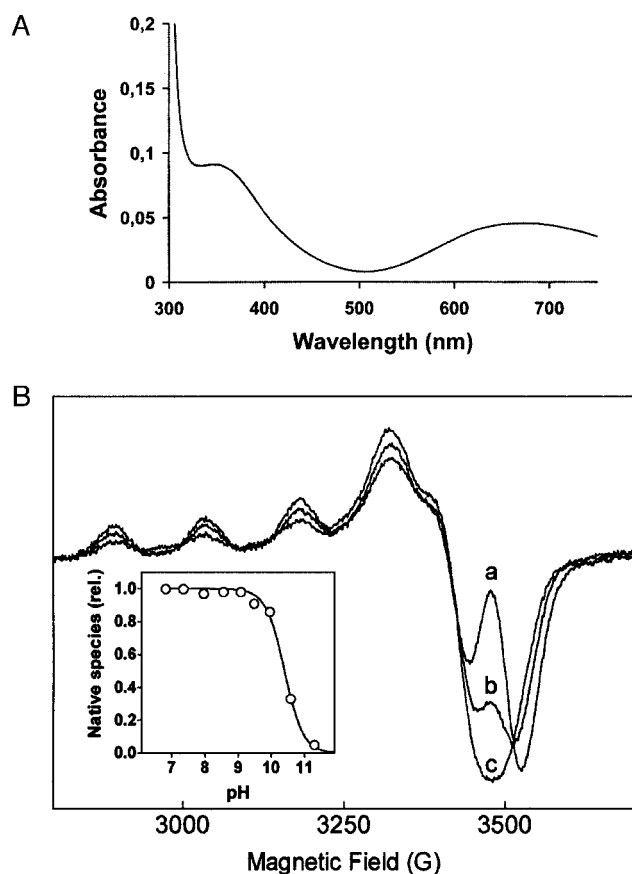 A
0,2
0,15
0,1
0,05
0
Absorbance
300 400 500 600 700
Wavelength (nm)
B
a
b
c
Native species (rel.)
1.0
0.8
0.6
0.4
0.2
0.0
7 8 9 10 11
pH
3000 3250 3500
Magnetic Field (G)